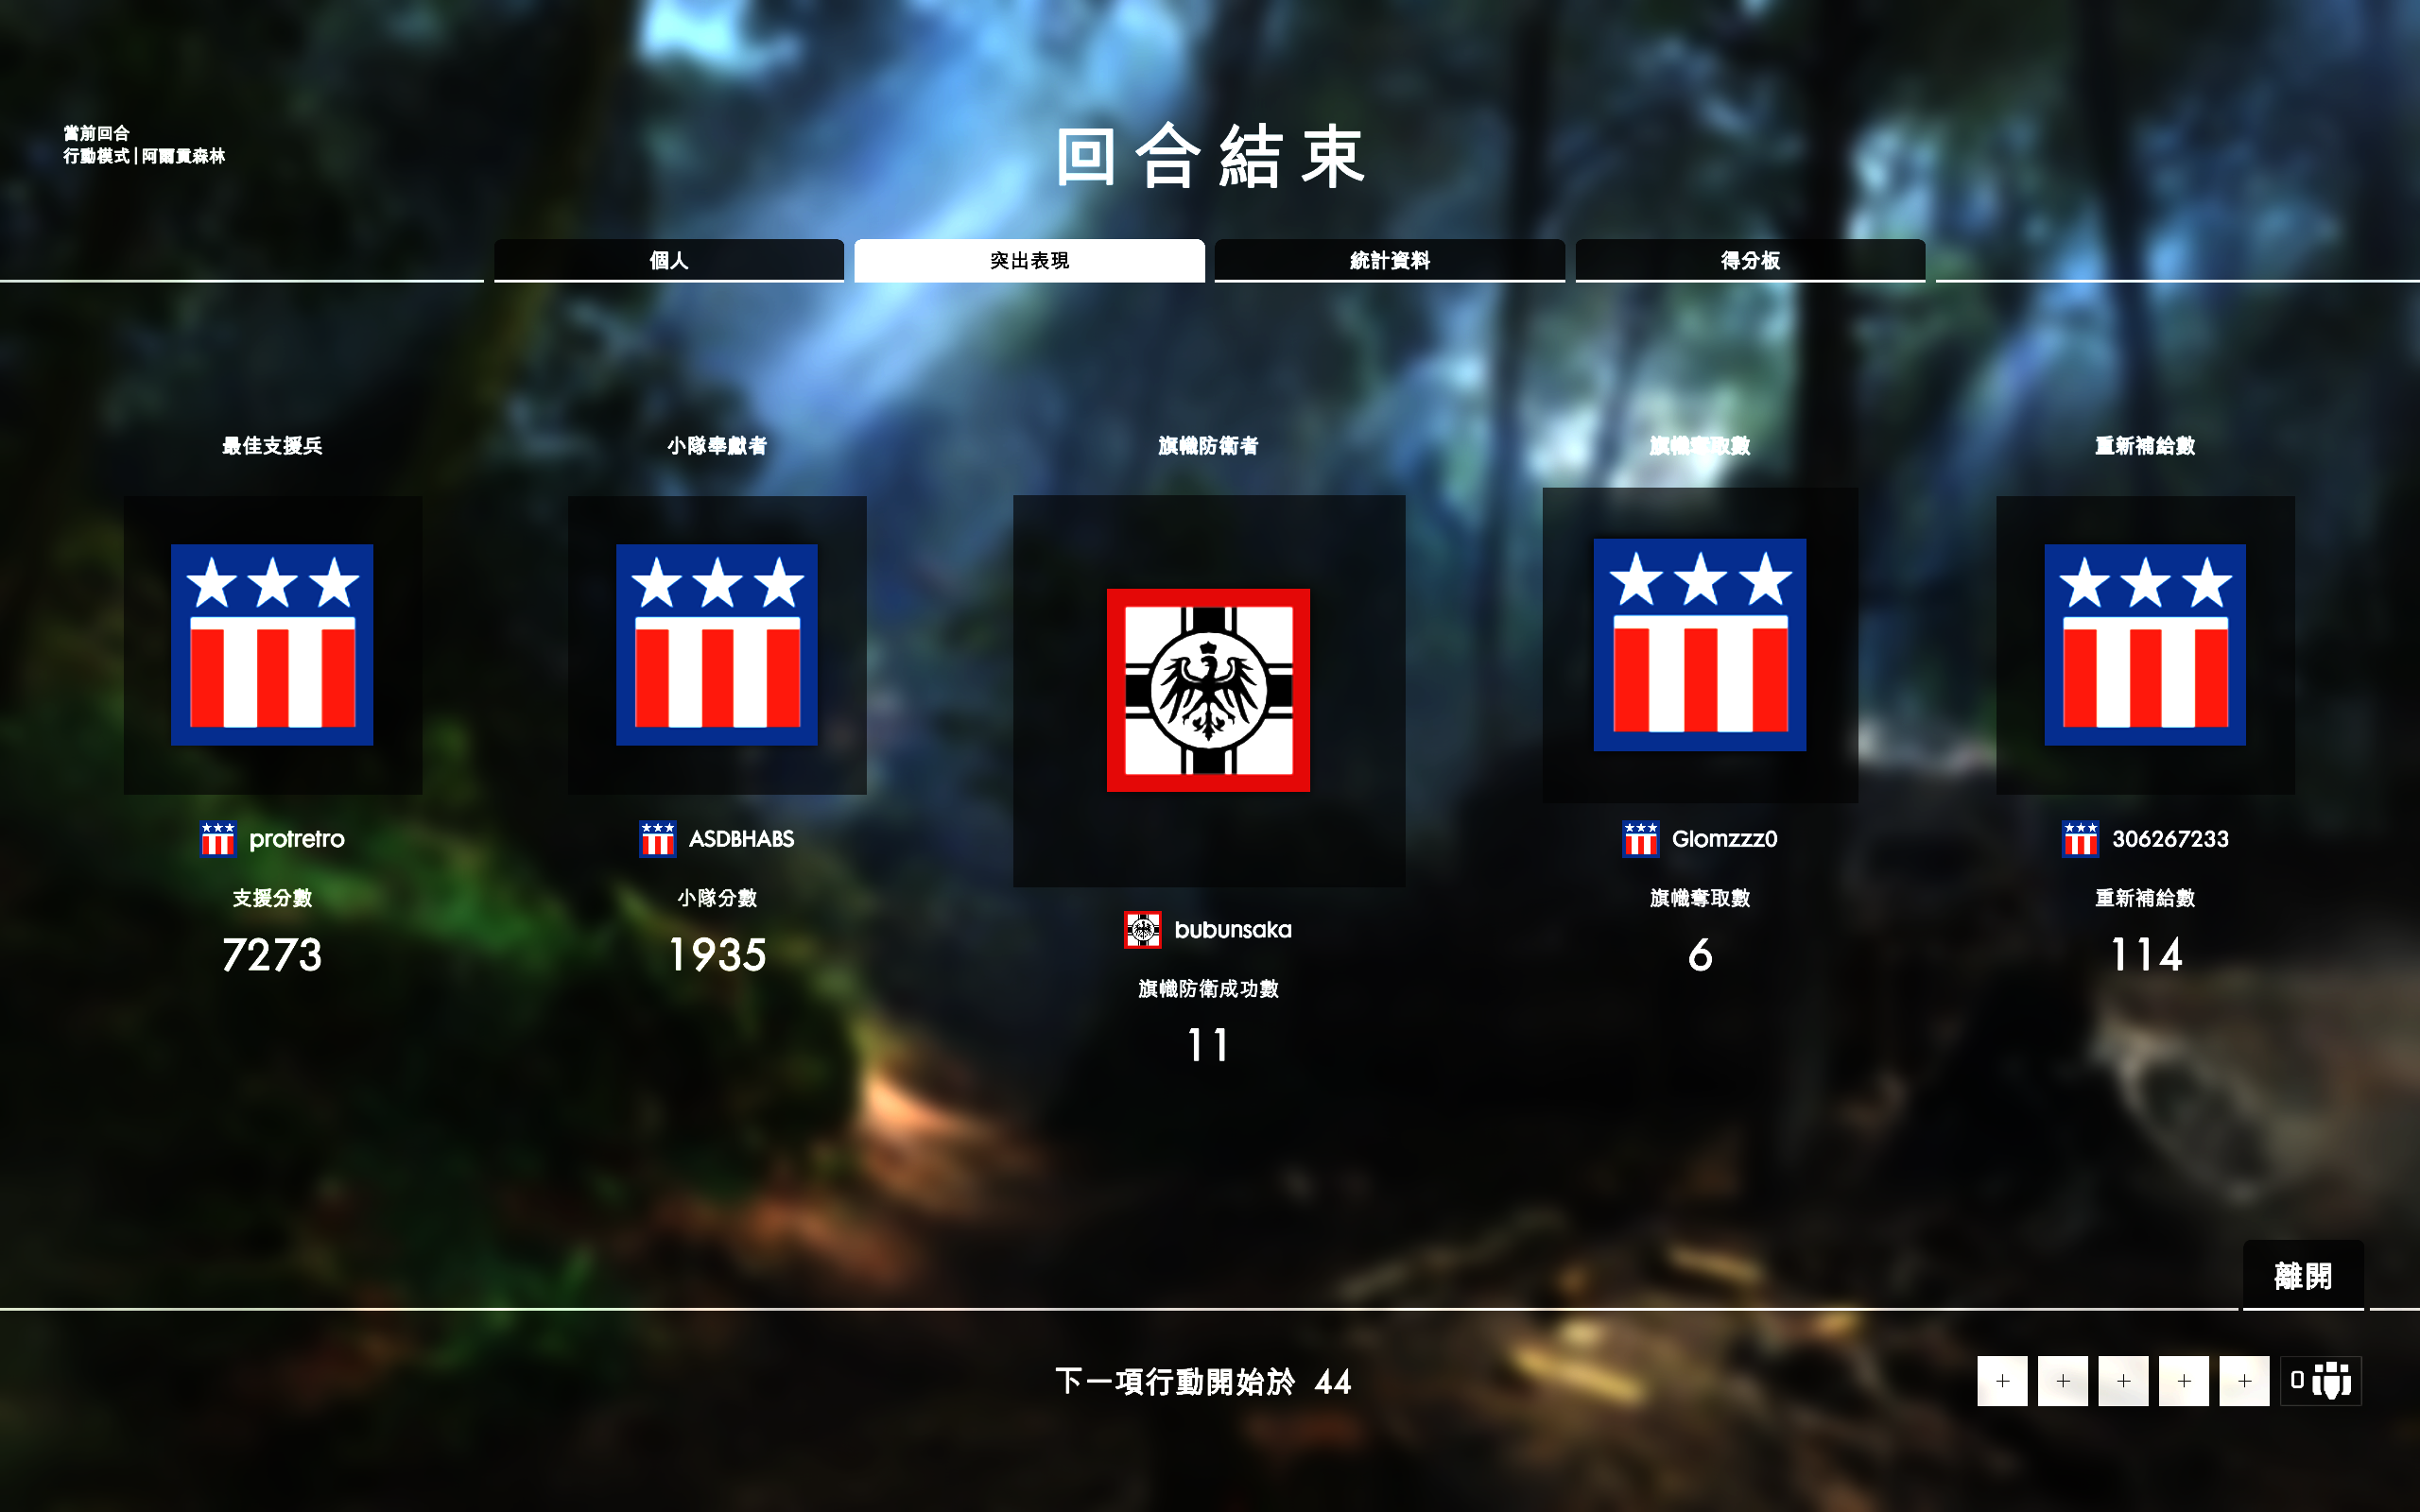 當前回合
行動模式 | 阿爾貢森林
回合結束
個人
突出表現
統計資料
得分板
最佳支援兵
小隊奉獻者
旗幟防衛者
旗幟奪取數
重新補給數
protretro
ASDBHABS
bubunsaka
Glomzzz0
306267233
支援分數
小隊分數
旗幟防衛成功數
旗幟奪取數
重新補給數
7273
1935
11
6
114
離開
下一項行動開始於 44
0